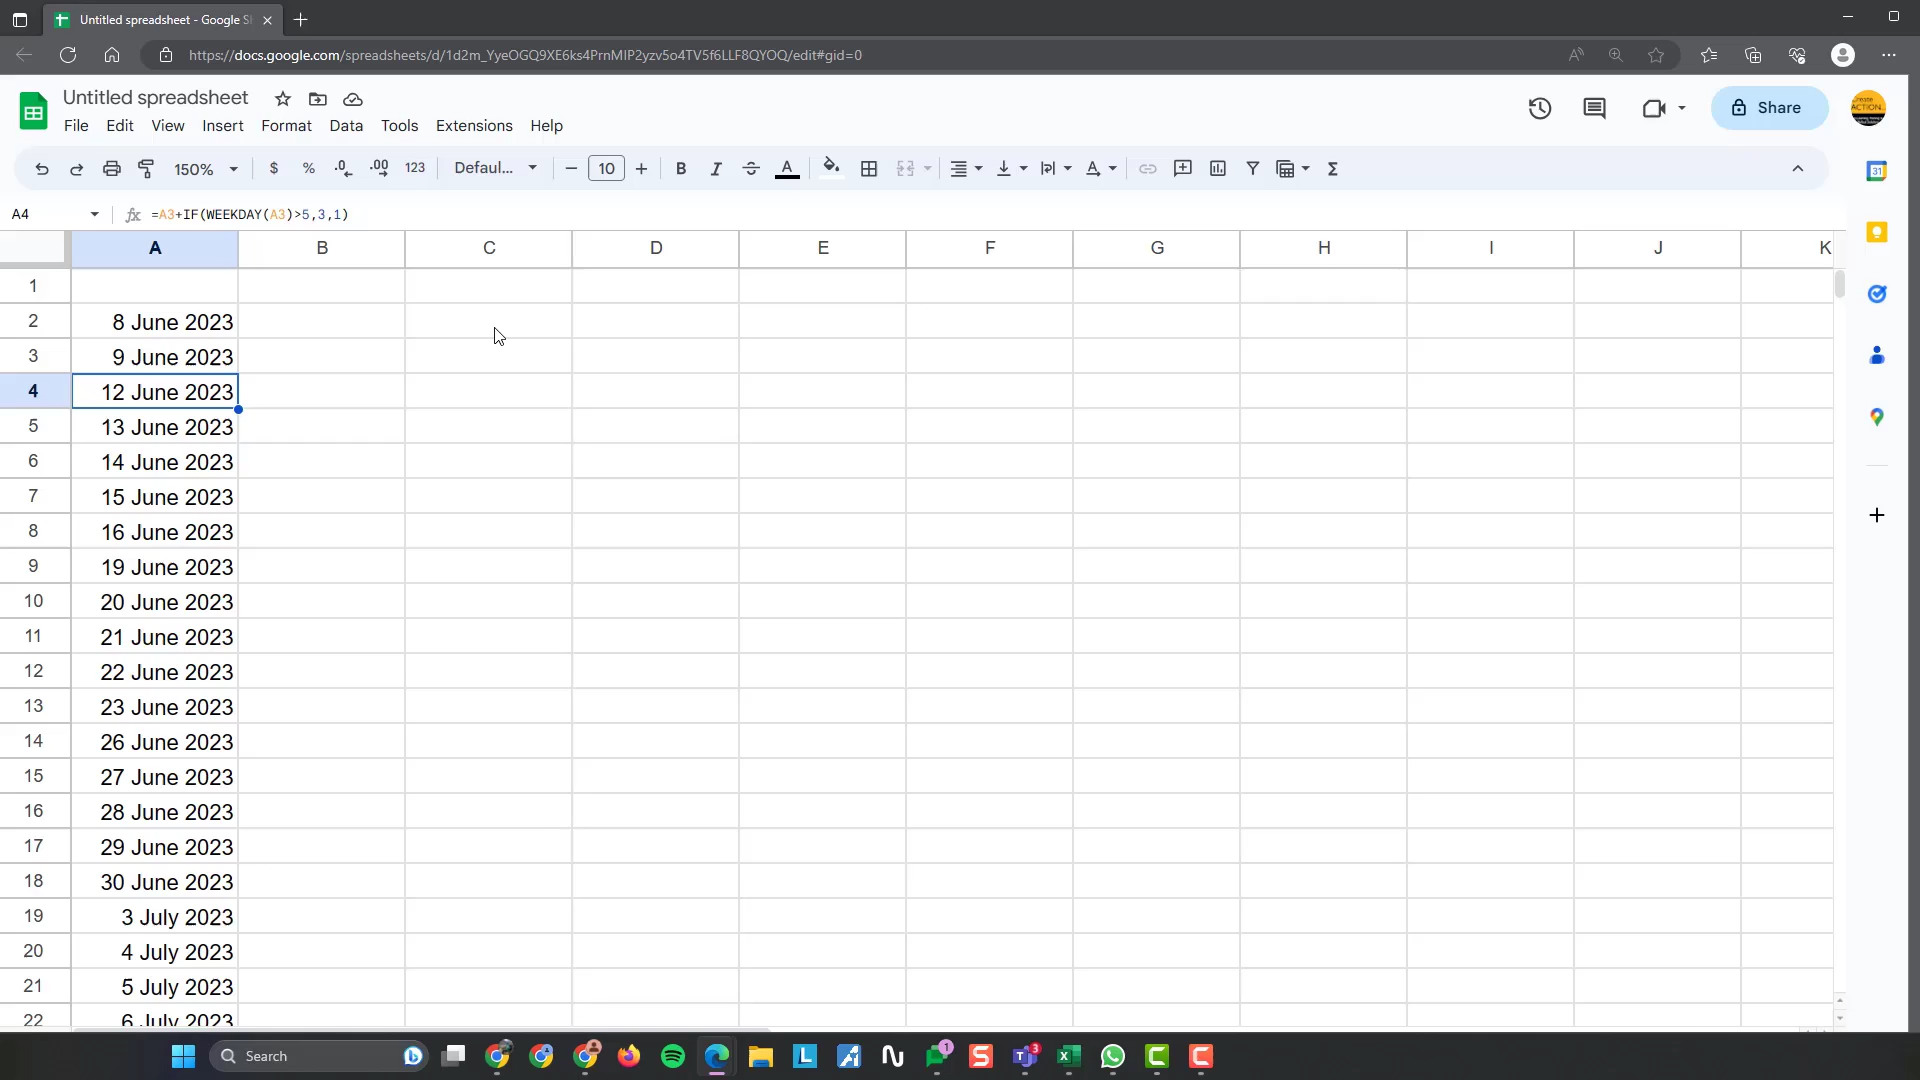 Untitled spreadsheet - Google S
https://docs.google.com/spreadsheets/d/1d2m_YyeOGQ9XE6ks4PrnMIP2yzv5o4TV5f6LLF8QYOQ/edit#gid=0
Untitled spreadsheet
File Edit View Insert Format Data Tools Extensions Help
Share
150% $ % .0 .00 123 Defaul... 10 B I A Σ
A4 fx =A3+IF(WEEKDAY(A3)>5,3,1)
A B C D E F G H I J K
1
2 8 June 2023
3 9 June 2023
4 12 June 2023
5 13 June 2023
6 14 June 2023
7 15 June 2023
8 16 June 2023
9 19 June 2023
10 20 June 2023
11 21 June 2023
12 22 June 2023
13 23 June 2023
14 26 June 2023
15 27 June 2023
16 28 June 2023
17 29 June 2023
18 30 June 2023
19 3 July 2023
20 4 July 2023
21 5 July 2023
22 6 July 2023
Search